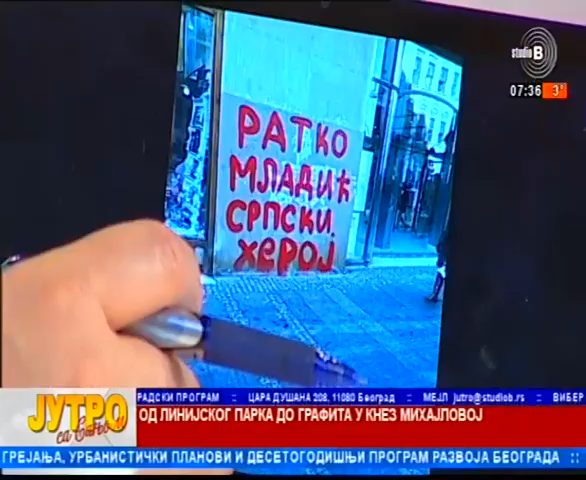 studio B
07:36 3°
РАТКО
МЛАДИЋ
СРПСКИ
ХЕРОЈ
РАДСКИ ПРОГРАМ :: ЦАРА ДУШАНА 208, 11080 Београд :: МЕЈЛ jutro@studiob.rs :: ВИБЕР
ЈУТРО
са
ОД ЛИНИЈСКОГ ПАРКА ДО ГРАФИТА У КНЕЗ МИХАЈЛОВОЈ
ГРЕЈАЊА, УРБАНИСТИЧКИ ПЛАНОВИ И ДЕСЕТОГОДИШЊИ ПРОГРАМ РАЗВОЈА БЕОГРАДА ::